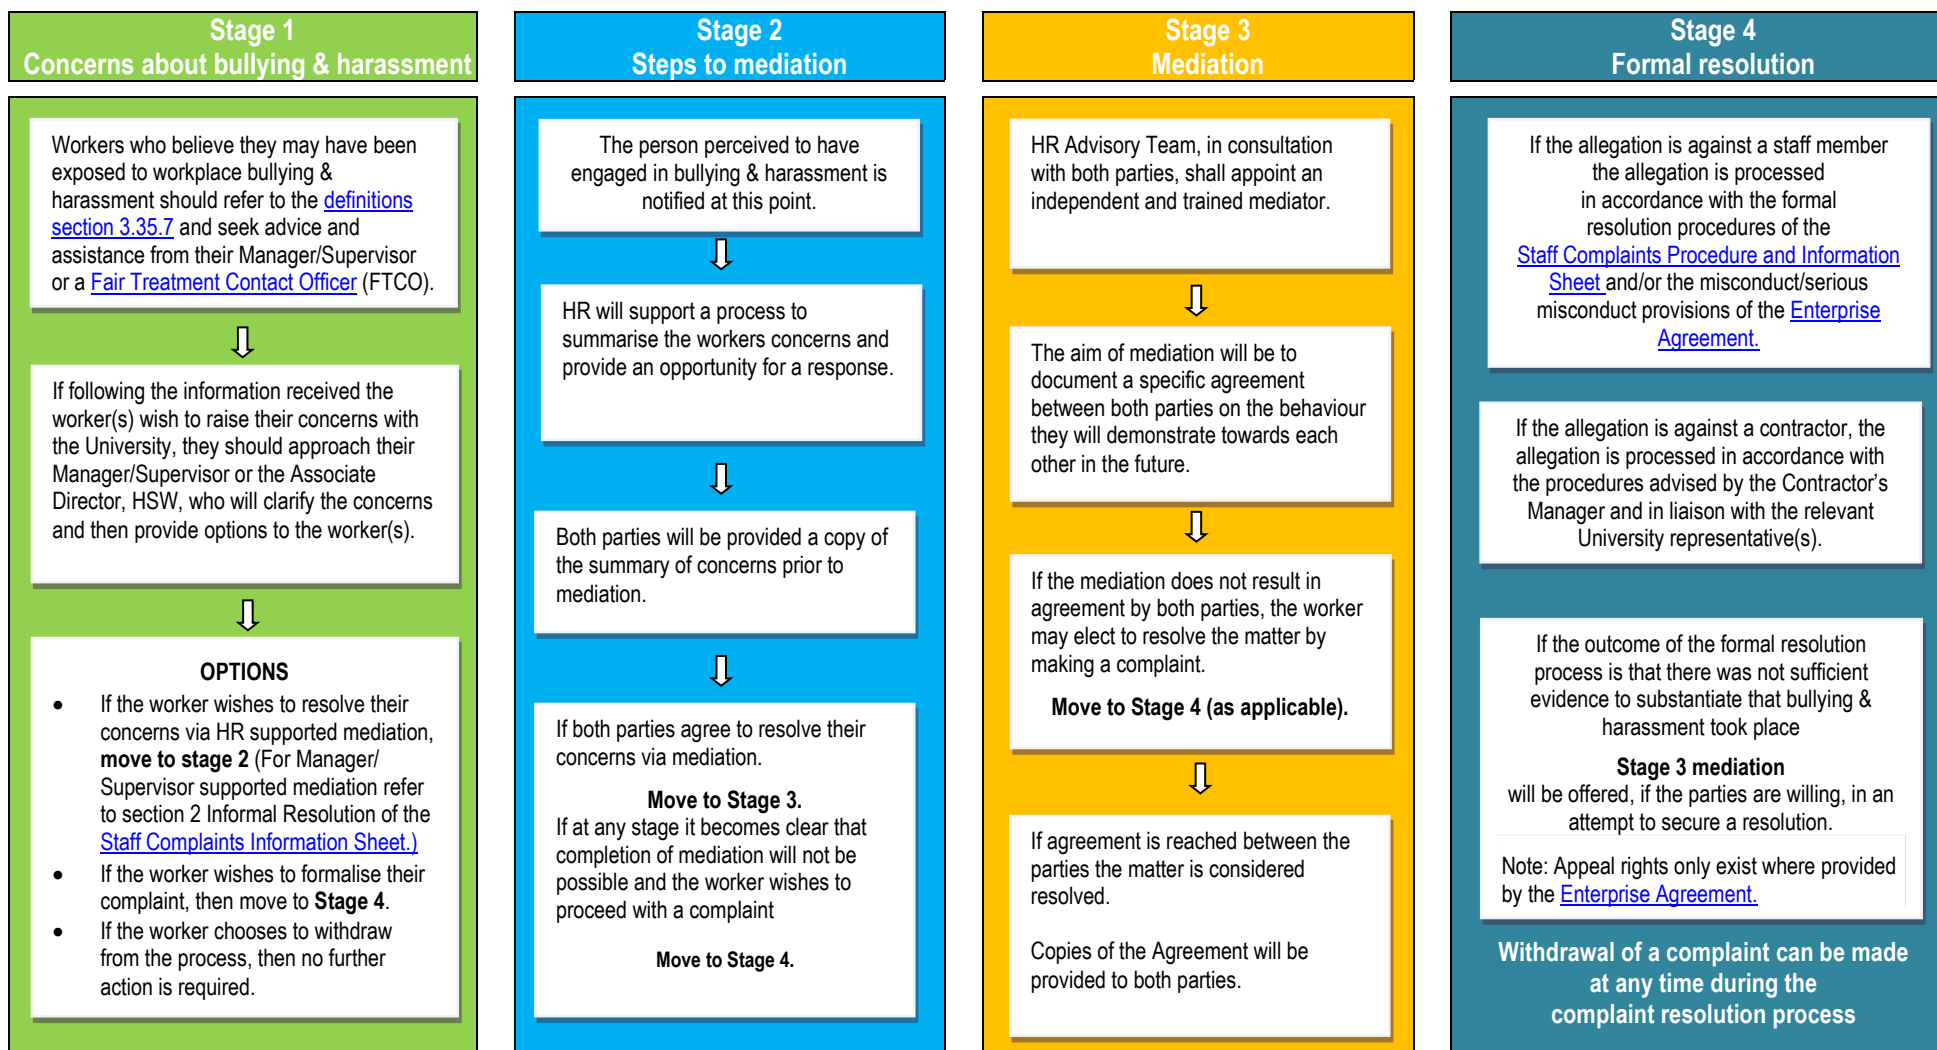 Stage 1
Concerns about bullying & harassment
Workers who believe they may have been
exposed to workplace bullying &
harassment should refer to the definitions
section 3.35.7 and seek advice and
assistance from their Manager/Supervisor
or a Fair Treatment Contact Officer (FTCO).
If following the information received the
worker(s) wish to raise their concerns with
the University, they should approach their
Manager/Supervisor or the Associate
Director, HSW, who will clarify the concerns
and then provide options to the worker(s).
OPTIONS
• If the worker wishes to resolve their
concerns via HR supported mediation,
move to stage 2 (For Manager/
Supervisor supported mediation refer
to section 2 Informal Resolution of the
Staff Complaints Information Sheet.)
• If the worker wishes to formalise their
complaint, then move to Stage 4.
• If the worker chooses to withdraw
from the process, then no further
action is required.
Stage 2
Steps to mediation
The person perceived to have
engaged in bullying & harassment is
notified at this point.
HR will support a process to
summarise the workers concerns and
provide an opportunity for a response.
Both parties will be provided a copy of
the summary of concerns prior to
mediation.
If both parties agree to resolve their
concerns via mediation.
Move to Stage 3.
If at any stage it becomes clear that
completion of mediation will not be
possible and the worker wishes to
proceed with a complaint
Move to Stage 4.
Stage 3
Mediation
HR Advisory Team, in consultation
with both parties, shall appoint an
independent and trained mediator.
The aim of mediation will be to
document a specific agreement
between both parties on the behaviour
they will demonstrate towards each
other in the future.
If the mediation does not result in
agreement by both parties, the worker
may elect to resolve the matter by
making a complaint.
Move to Stage 4 (as applicable).
If agreement is reached between the
parties the matter is considered
resolved.
Copies of the Agreement will be
provided to both parties.
Stage 4
Formal resolution
If the allegation is against a staff member
the allegation is processed
in accordance with the formal
resolution procedures of the
Staff Complaints Procedure and Information
Sheet and/or the misconduct/serious
misconduct provisions of the Enterprise
Agreement.
If the allegation is against a contractor, the
allegation is processed in accordance with
the procedures advised by the Contractor's
Manager and in liaison with the relevant
University representative(s).
If the outcome of the formal resolution
process is that there was not sufficient
evidence to substantiate that bullying &
harassment took place
Stage 3 mediation
will be offered, if the parties are willing, in an
attempt to secure a resolution.
Note: Appeal rights only exist where provided
by the Enterprise Agreement.
Withdrawal of a complaint can be made
at any time during the
complaint resolution process